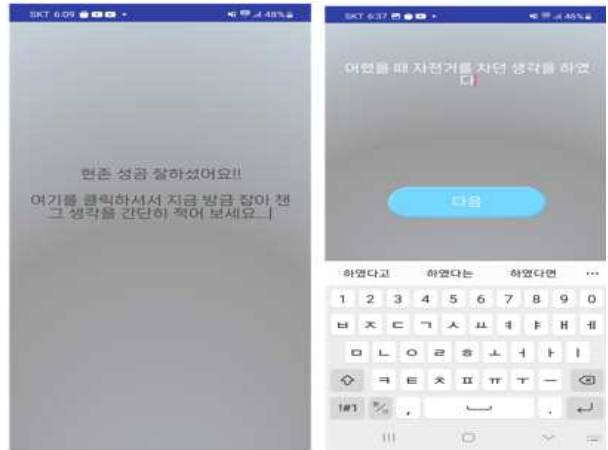 SKT 6:09
48%
현존 성공 잘하셨어요!!
여기를 클릭하셔서 지금 방금 잡아 챈
그 생각을 간단히 적어 보세요...
SKT 6:37
46%
어렸을 때 자전거를 차던 생각을 하였
다
다음
하였다고 하였다는 하였다면 ...
1 2 3 4 5 6 7 8 9 0
ㅂ ㅈ ㄷ ㄱ ㅅ ㅛ ㅕ ㅑ ㅐ ㅔ
ㅁ ㄴ ㅇ ㄹ ㅎ ㅗ ㅓ ㅏ ㅣ
ㅋ ㅌ ㅊ ㅍ ㅠ ㅜ ㅡ
!#1 , .